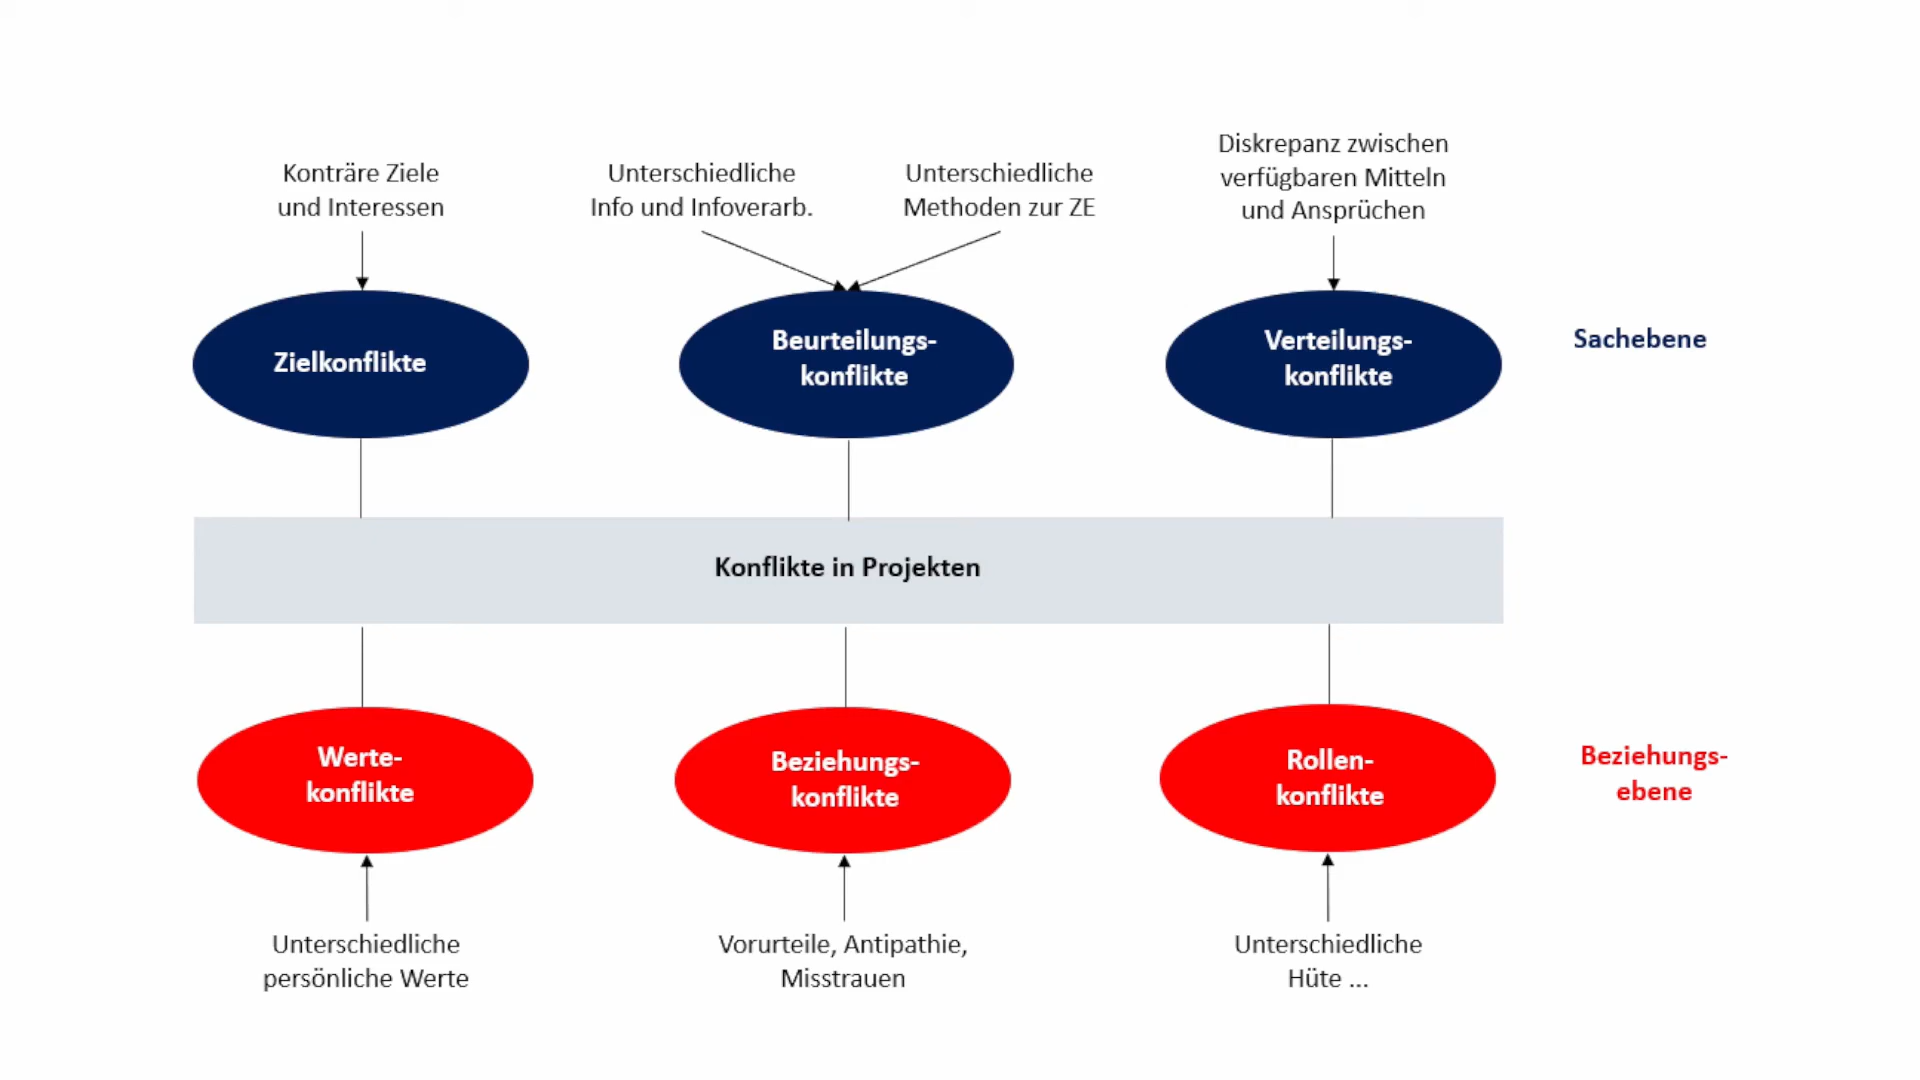 Konträre Ziele
und Interessen
Unterschiedliche
Info und Infoverarb.
Unterschiedliche
Methoden zur ZE
Diskrepanz zwischen
verfügbaren Mitteln
und Ansprüchen
Zielkonflikte
Beurteilungs-
konflikte
Verteilungs-
konflikte
Sachebene
Konflikte in Projekten
Werte-
konflikte
Beziehungs-
konflikte
Rollen-
konflikte
Beziehungs-
ebene
Unterschiedliche
persönliche Werte
Vorurteile, Antipathie,
Misstrauen
Unterschiedliche
Hüte ...